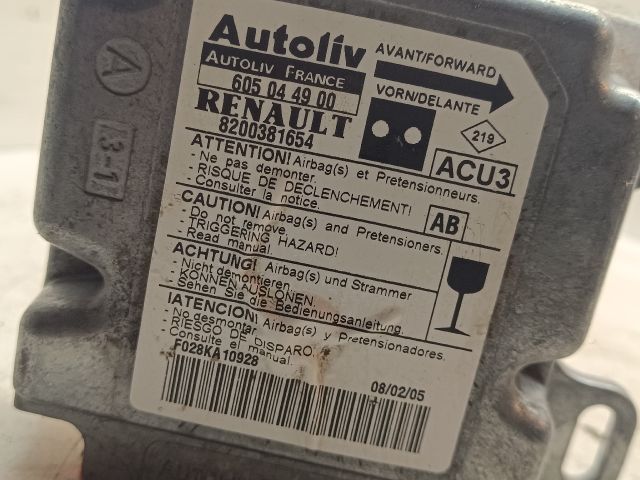 Autoliv
AUTOLIV FRANCE
605 04 49 00
RENAULT
8200381654
AVANT/FORWARD
VORN/DELANTE
219
ACU3
AB
ATTENTION! Airbag(s) et Pretensionneurs.
- Ne pas demonter.
- RISQUE DE DECLENCHEMENT!
- Consulter la notice.
CAUTION! Airbag(s) and Pretensioners.
- Do not remove.
- TRIGGERING HAZARD!
- Read manual.
ACHTUNG! Airbag(s) und Strammer
- Nicht demontieren.
- KONNEN AUSLONEN.
- Sehen Sie die Bedienungsanleitung.
¡ATENCION! Airbag(s) y Pretensionadores.
- No desmontar
- RIESGO DE DISPARO.
- Consulte el manual.
F028KA10928
08/02/05
A
3-1